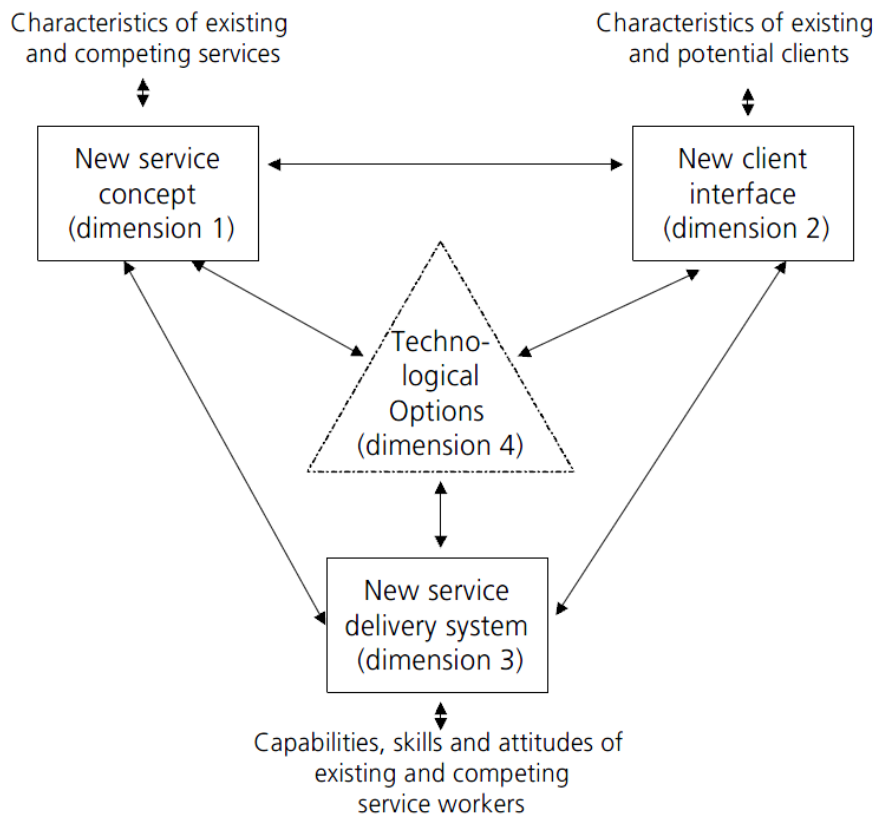 Characteristics of existing
and competing services
Characteristics of existing
and potential clients
New service
concept
(dimension 1)
New client
interface
(dimension 2)
Techno-
logical
Options
(dimension 4)
New service
delivery system
(dimension 3)
Capabilities, skills and attitudes of
existing and competing
service workers